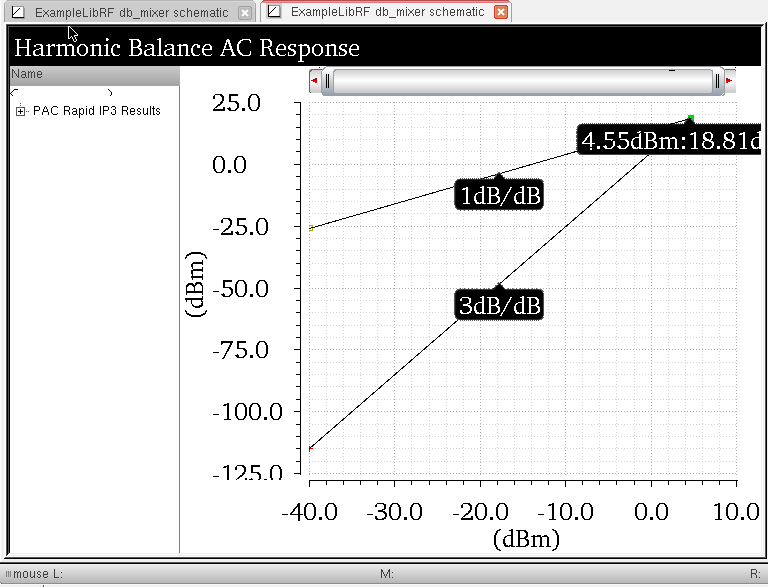 ExampleLibRF db_mixer schematic
ExampleLibRF db_mixer schematic
Harmonic Balance AC Response
Name
PAC Rapid IP3 Results
25.0
0.0
-25.0
-50.0
-75.0
-100.0
-125.0
(dBm)
4.55dBm:18.81d
1dB/dB
3dB/dB
-40.0 -30.0 -20.0 -10.0 0.0 10.0
(dBm)
mouse L: M: R: